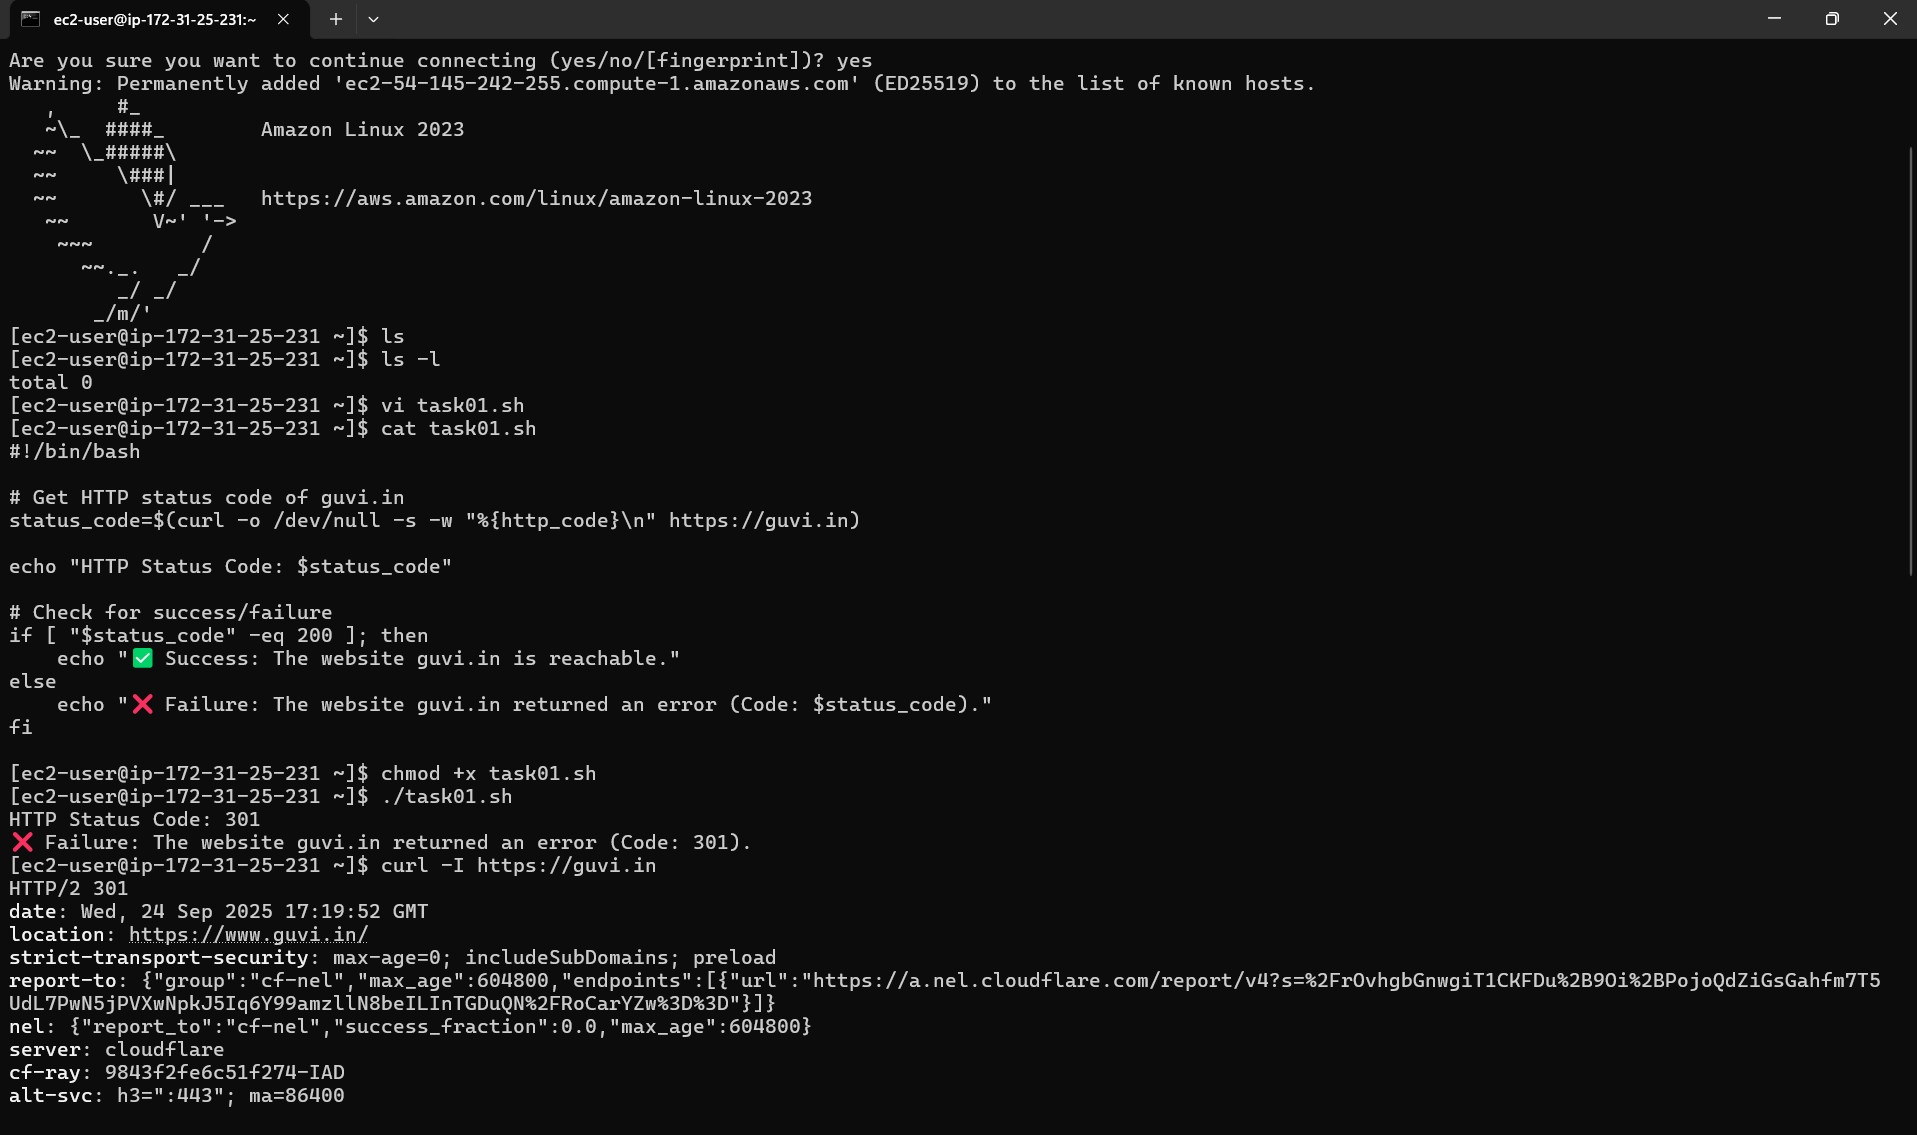 ec2-user@ip-172-31-25-231:~
Are you sure you want to continue connecting (yes/no/[fingerprint])? yes
Warning: Permanently added 'ec2-54-145-242-255.compute-1.amazonaws.com' (ED25519) to the list of known hosts.
   ,     #_
   ~\_  ####_        Amazon Linux 2023
  ~~  \_#####\
  ~~     \###|
  ~~       \#/ ___   https://aws.amazon.com/linux/amazon-linux-2023
   ~~       V~' '->
    ~~~         /
      ~~._.   _/
         _/ _/
       _/m/'
[ec2-user@ip-172-31-25-231 ~]$ ls
[ec2-user@ip-172-31-25-231 ~]$ ls -l
total 0
[ec2-user@ip-172-31-25-231 ~]$ vi task01.sh
[ec2-user@ip-172-31-25-231 ~]$ cat task01.sh
#!/bin/bash
# Get HTTP status code of guvi.in
status_code=$(curl -o /dev/null -s -w "%{http_code}\n" https://guvi.in)
echo "HTTP Status Code: $status_code"
# Check for success/failure
if [ "$status_code" -eq 200 ]; then
    echo "✅ Success: The website guvi.in is reachable."
else
    echo "❌ Failure: The website guvi.in returned an error (Code: $status_code)."
fi
[ec2-user@ip-172-31-25-231 ~]$ chmod +x task01.sh
[ec2-user@ip-172-31-25-231 ~]$ ./task01.sh
HTTP Status Code: 301
❌ Failure: The website guvi.in returned an error (Code: 301).
[ec2-user@ip-172-31-25-231 ~]$ curl -I https://guvi.in
HTTP/2 301
date: Wed, 24 Sep 2025 17:19:52 GMT
location: https://www.guvi.in/
strict-transport-security: max-age=0; includeSubDomains; preload
report-to: {"group":"cf-nel","max_age":604800,"endpoints":[{"url":"https://a.nel.cloudflare.com/report/v4?s=%2FrOvhgbGnwgiT1CKFDu%2B9Oi%2BPojoQdZiGsGahfm7T5
UdL7PwN5jPVXwNpkJ5Iq6Y99amzllN8beILInTGDuQN%2FRoCarYZw%3D%3D"}]}
nel: {"report_to":"cf-nel","success_fraction":0.0,"max_age":604800}
server: cloudflare
cf-ray: 9843f2fe6c51f274-IAD
alt-svc: h3=":443"; ma=86400